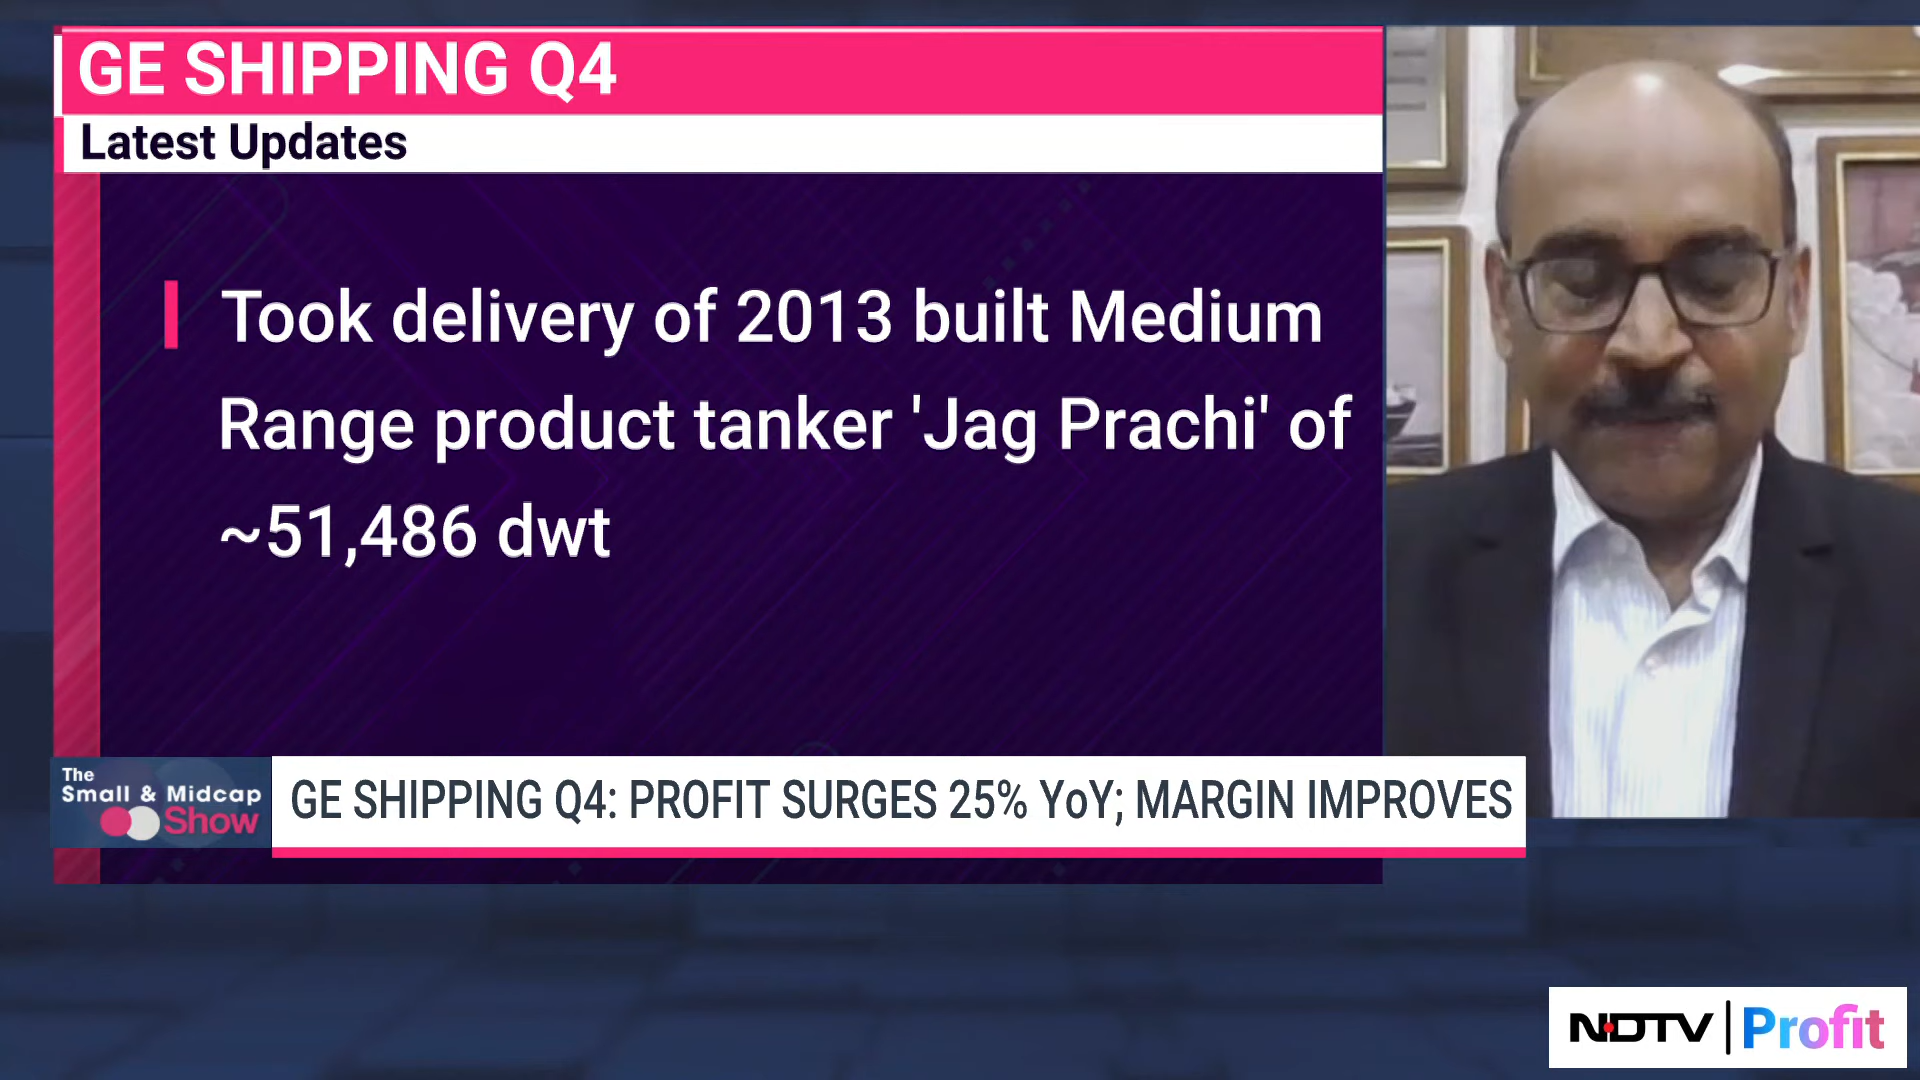 GE SHIPPING Q4
Latest Updates
Took delivery of 2013 built Medium
Range product tanker 'Jag Prachi' of
~51,486 dwt
The
Small & Midcap
Show
GE SHIPPING Q4: PROFIT SURGES 25% YoY; MARGIN IMPROVES
NDTV | Profit